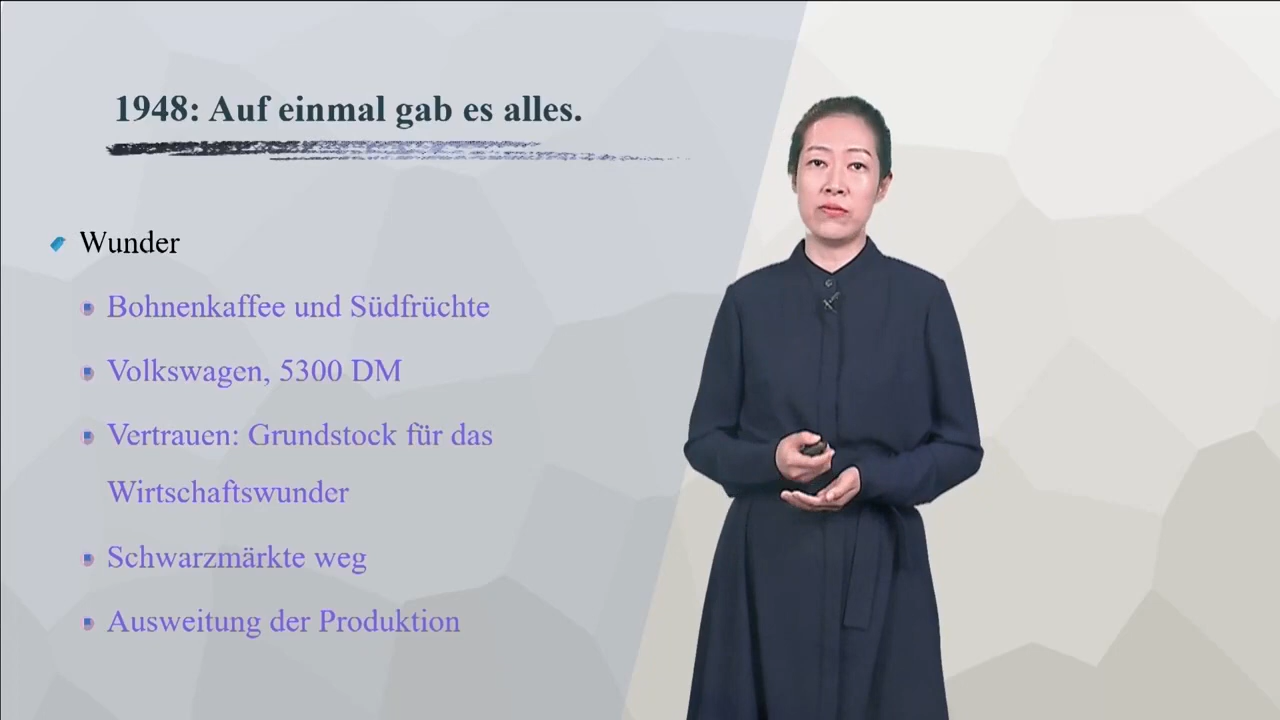 1948: Auf einmal gab es alles.
Wunder
Bohnenkaffee und Südfrüchte
Volkswagen, 5300 DM
Vertrauen: Grundstock für das
Wirtschaftswunder
Schwarzmärkte weg
Ausweitung der Produktion